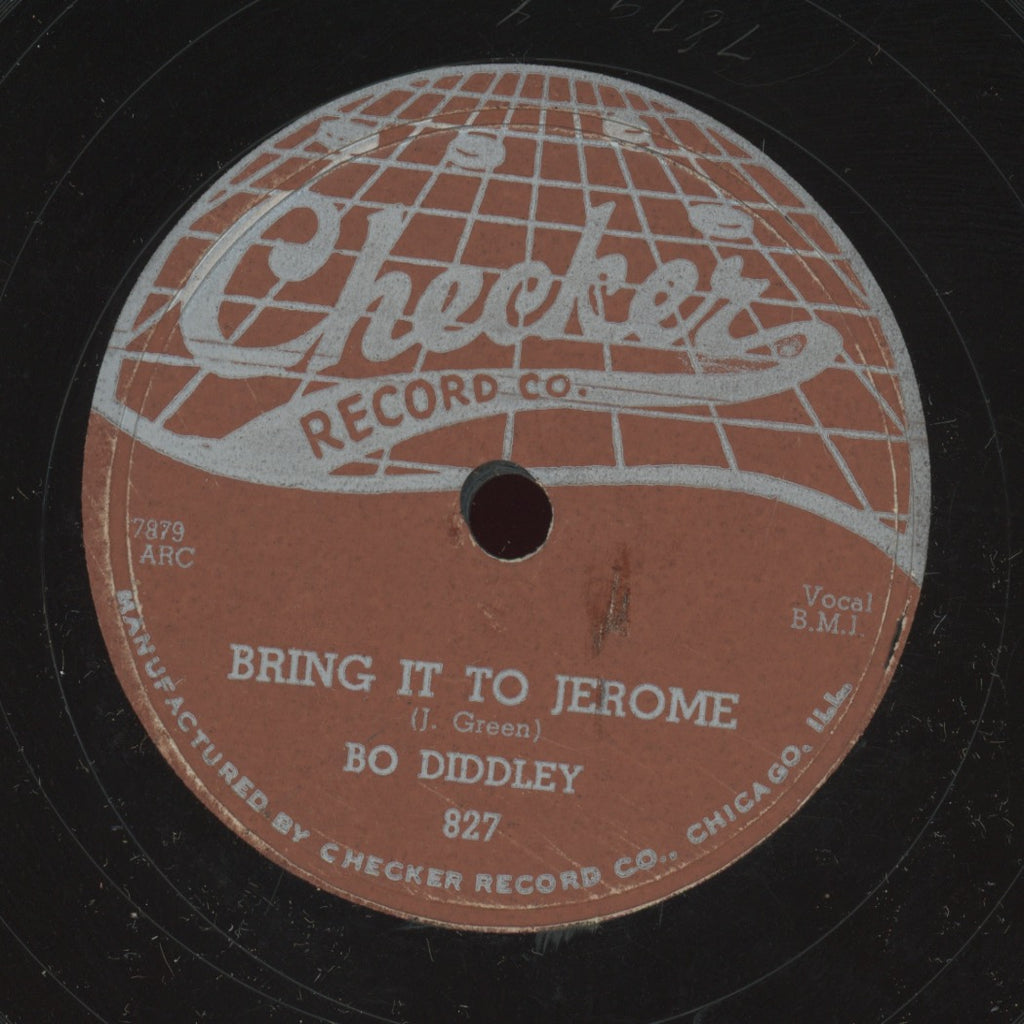 Checker
RECORD CO.
7879
ARC
Vocal
B.M.I.
BRING IT TO JEROME
(J. Green)
BO DIDDLEY
827
MANUFACTURED BY CHECKER RECORD CO., CHICAGO, ILL.